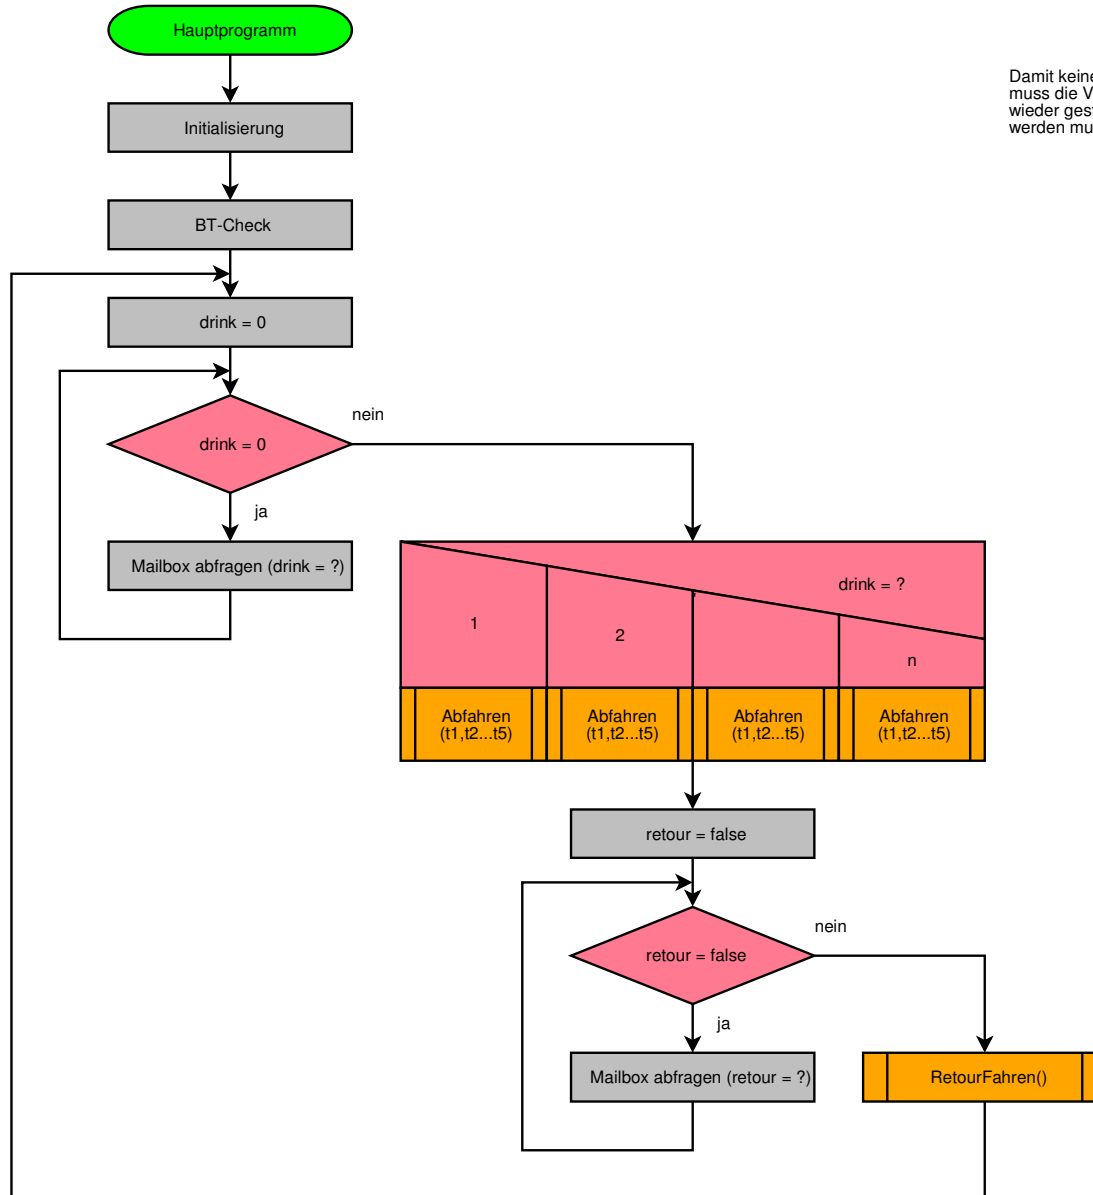 Hauptprogramm
Damit keine
muss die V
wieder gest
werden mu
Initialisierung
BT-Check
drink = 0
drink = 0
nein
ja
Mailbox abfragen (drink = ?)
drink = ?
1
2
n
Abfahren
(t1,t2...t5)
Abfahren
(t1,t2...t5)
Abfahren
(t1,t2...t5)
Abfahren
(t1,t2...t5)
retour = false
retour = false
nein
ja
Mailbox abfragen (retour = ?)
RetourFahren()